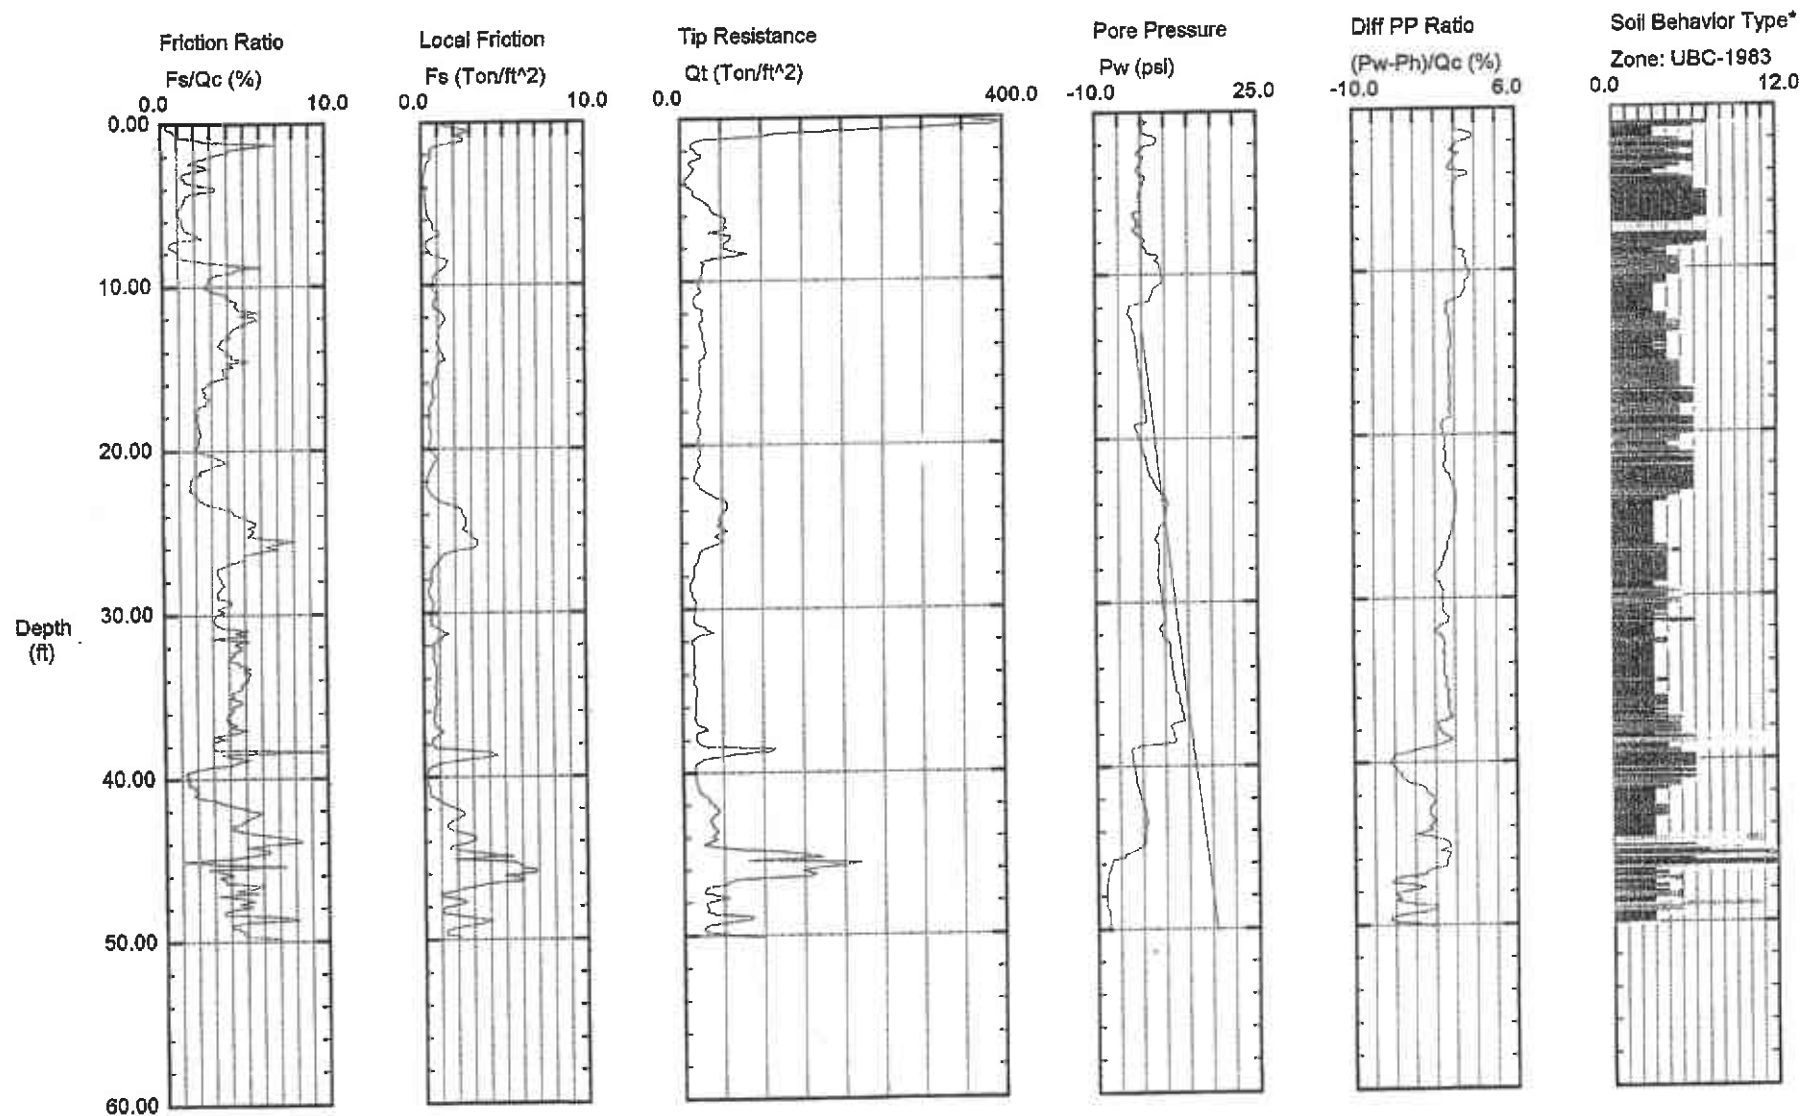 Friction Ratio
Fs/Qc (%)
0.0 10.0
Local Friction
Fs (Ton/ft^2)
0.0 10.0
Tip Resistance
Qt (Ton/ft^2)
0.0 400.0
Pore Pressure
Pw (psi)
-10.0 25.0
Diff PP Ratio
(Pw-Ph)/Qc (%)
-10.0 6.0
Soil Behavior Type*
Zone: UBC-1983
0.0 12.0
0.00
10.00
20.00
30.00
Depth
(ft)
40.00
50.00
60.00